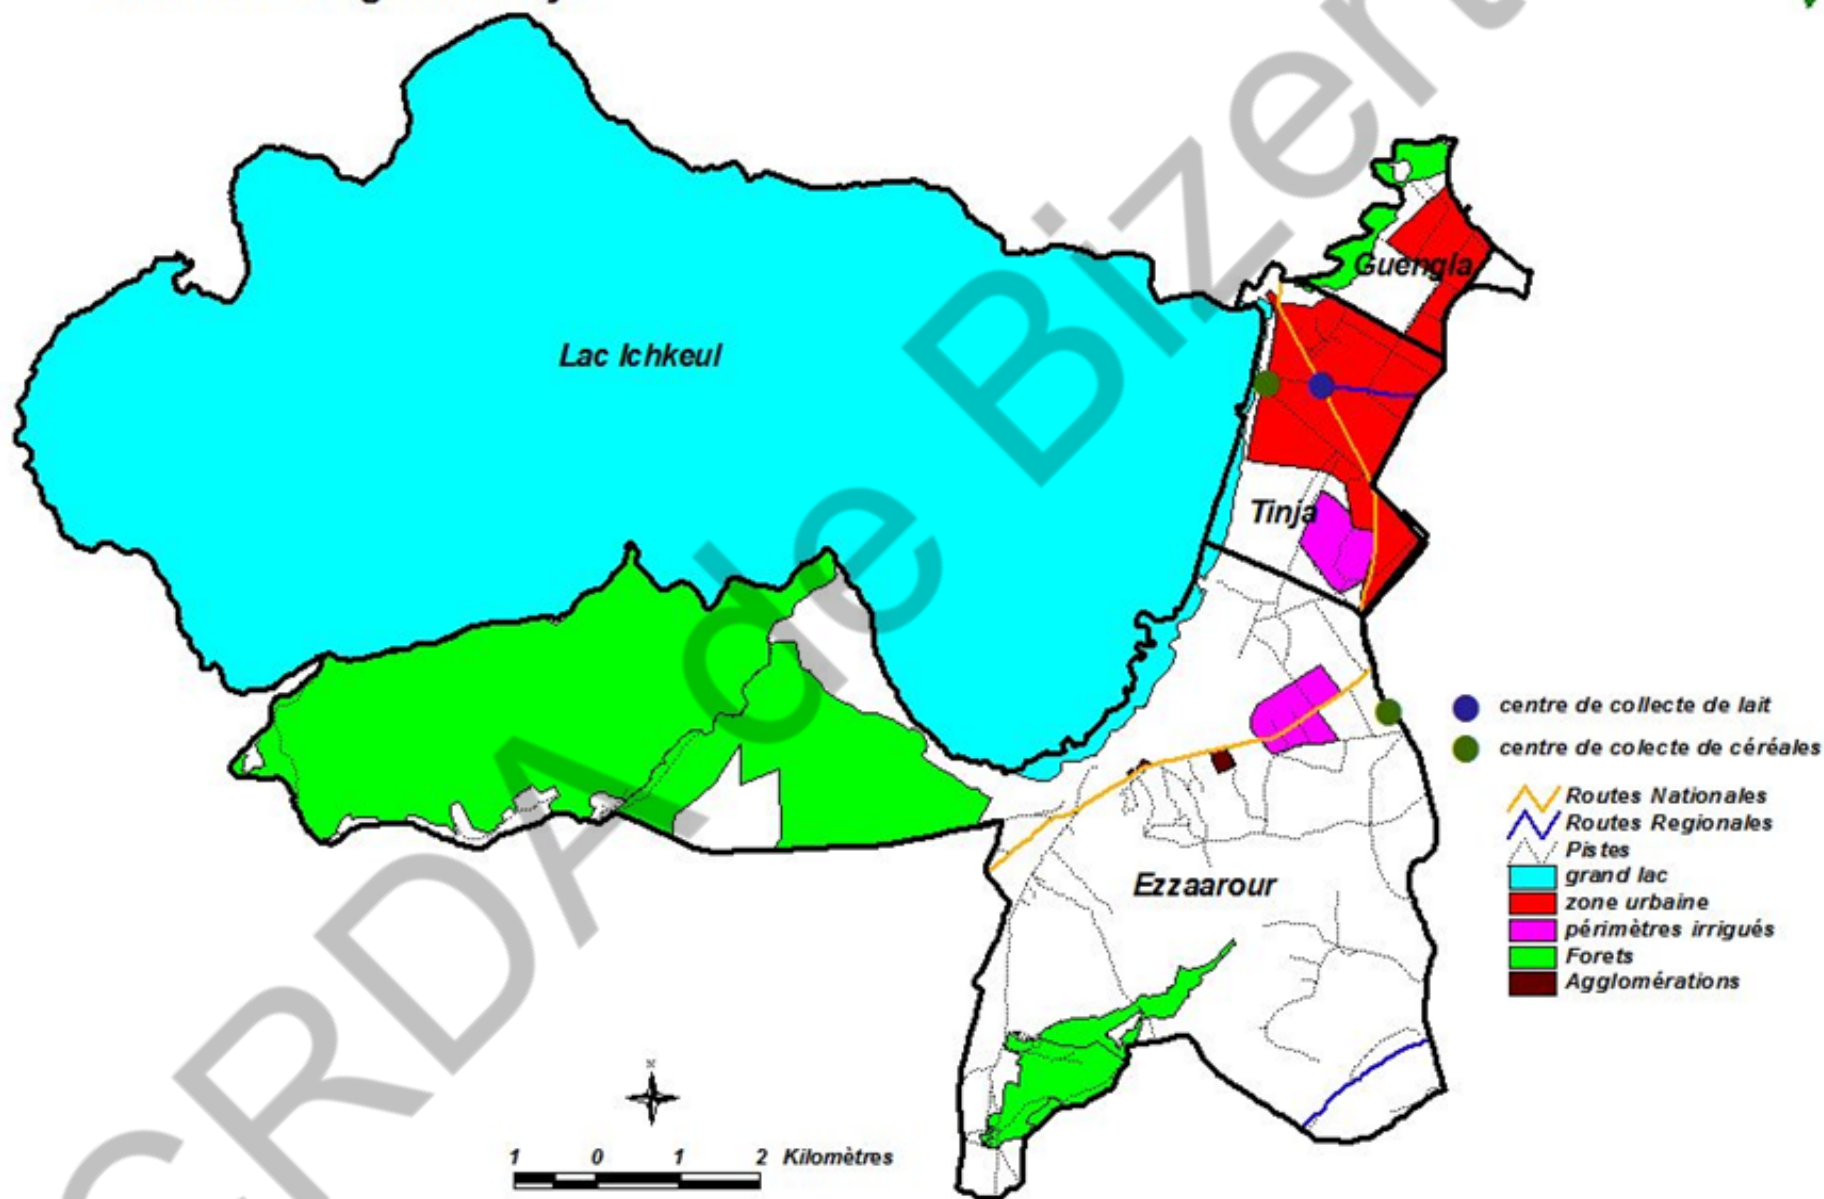 Guengla
Lac Ichkeul
Tinja
Ezzaarour
centre de collecte de lait
centre de colecte de céréales
Routes Nationales
Routes Regionales
Pistes
grand lac
zone urbaine
périmètres irrigués
Forets
Agglomérations
N
1 0 1 2 Kilomètres
CRDA de Bizert